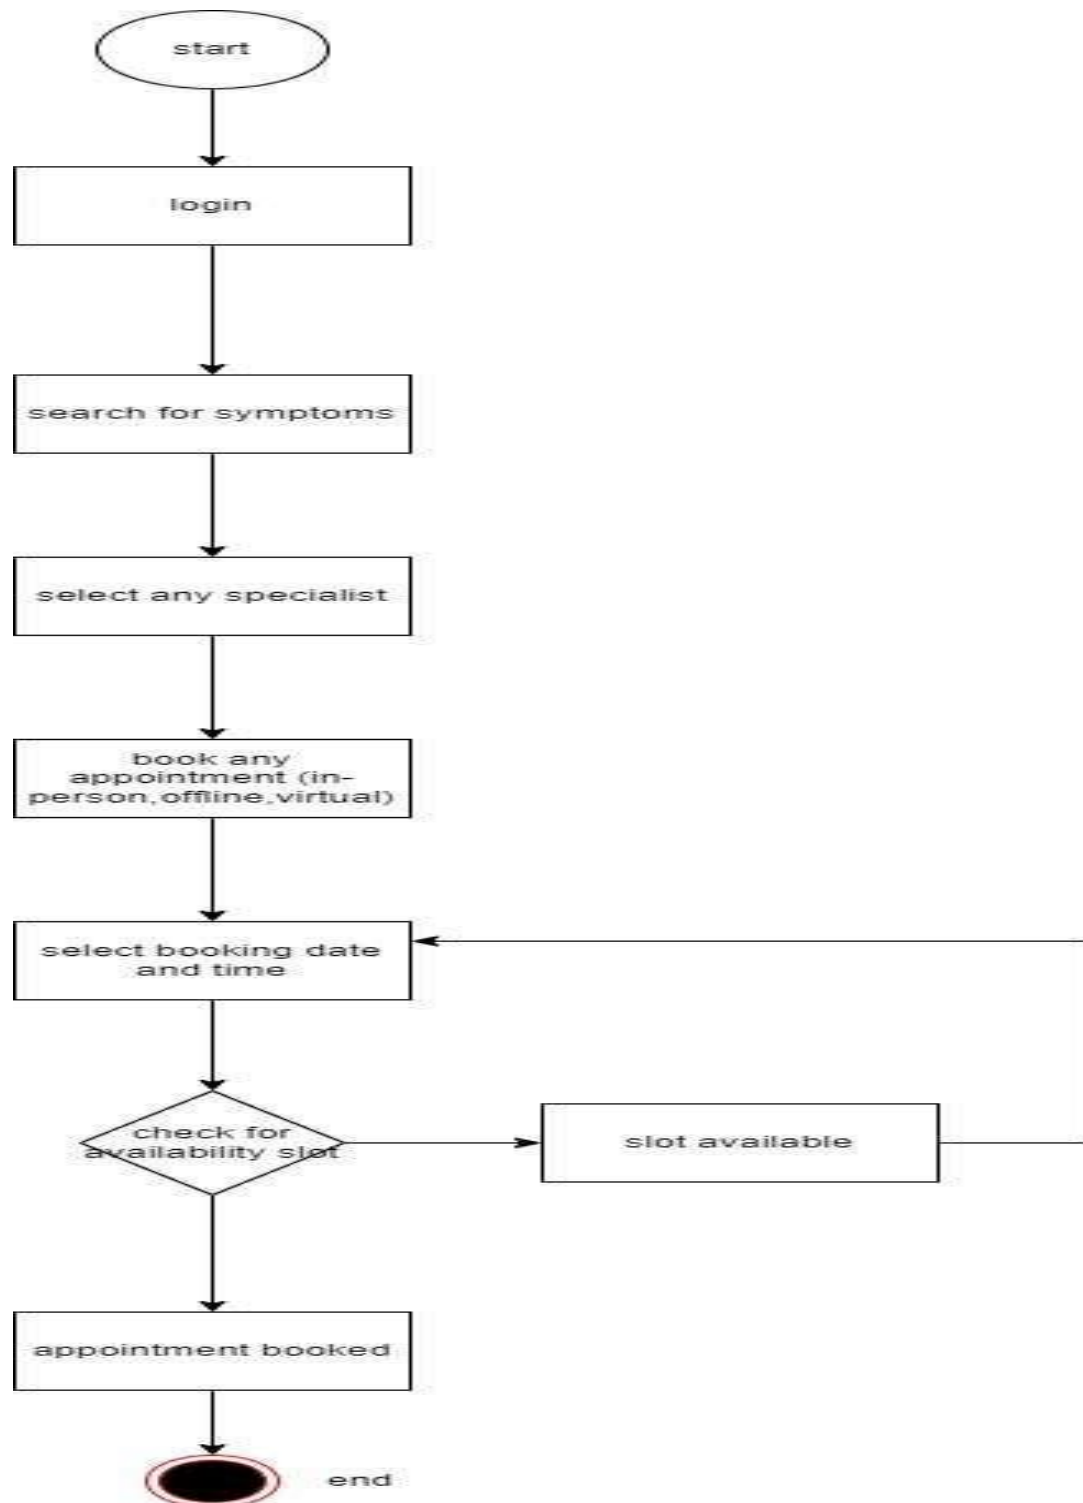 start
login
search for symptoms
select any specialist
book any
appointment (in-
person,offline,virtual)
select booking date
and time
check for
availability slot
slot available
appointment booked
end